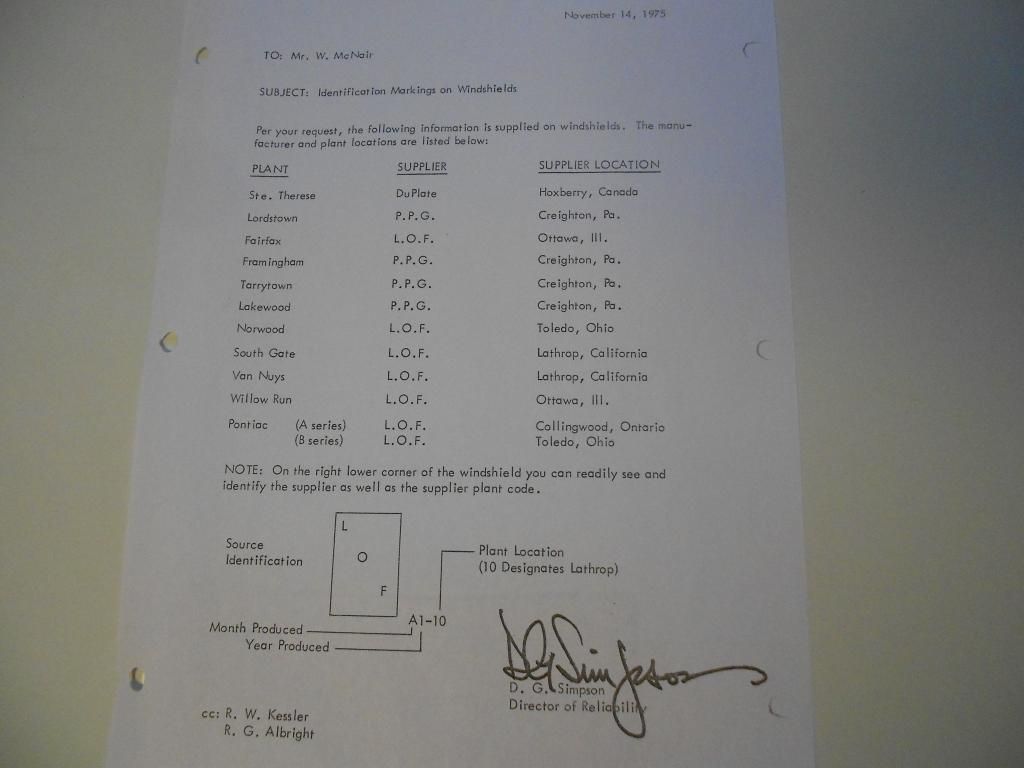 November 14, 1975
TO: Mr. W. McNair
SUBJECT: Identification Markings on Windshields
Per your request, the following information is supplied on windshields. The manu-
facturer and plant locations are listed below:
PLANT SUPPLIER SUPPLIER LOCATION
Ste. Therese DuPlate Hoxberry, Canada
Lordstown P.P.G. Creighton, Pa.
Fairfax L.O.F. Ottawa, Ill.
Framingham P.P.G. Creighton, Pa.
Tarrytown P.P.G. Creighton, Pa.
Lakewood P.P.G. Creighton, Pa.
Norwood L.O.F. Toledo, Ohio
South Gate L.O.F. Lathrop, California
Van Nuys L.O.F. Lathrop, California
Willow Run L.O.F. Ottawa, Ill.
Pontiac (A series) L.O.F. Collingwood, Ontario
(B series) L.O.F. Toledo, Ohio
NOTE: On the right lower corner of the windshield you can readily see and
identify the supplier as well as the supplier plant code.
L
O
F
Source
Identification
Plant Location
(10 Designates Lathrop)
A1-10
Month Produced
Year Produced
DG Simpson
D. G. Simpson
Director of Reliability
cc: R. W. Kessler
R. G. Albright